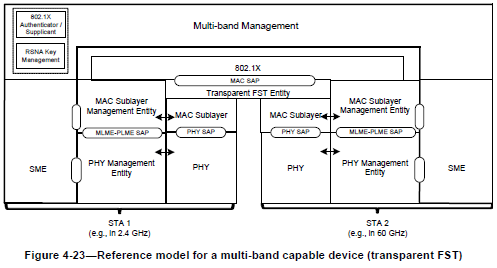 802.1X
Authenticator /
Supplicant
RSNA Key
Management
Multi-band Management
802.1X
MAC SAP
Transparent FST Entity
MAC Sublayer
Management Entity
MAC Sublayer
MAC Sublayer
MAC Sublayer
Management Entity
MLME-PLME SAP
PHY SAP
PHY SAP
MLME-PLME SAP
SME
PHY Management
Entity
PHY
PHY
PHY Management
Entity
SME
STA 1
(e.g., in 2.4 GHz)
STA 2
(e.g., in 60 GHz)
Figure 4-23—Reference model for a multi-band capable device (transparent FST)